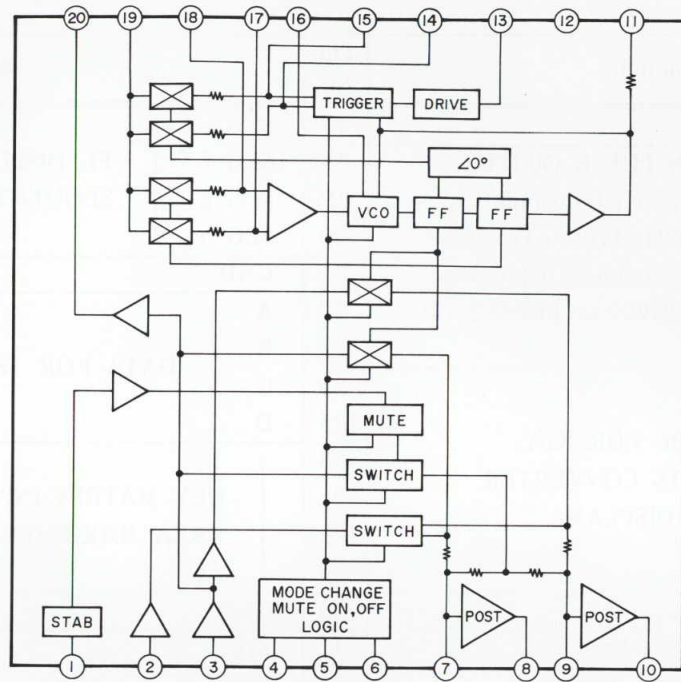 20 19 18 17 16 15 14 13 12 11
TRIGGER DRIVE
∠0°
VCO FF FF
MUTE
SWITCH
SWITCH
MODE CHANGE
MUTE ON,OFF
LOGIC
STAB POST POST
1 2 3 4 5 6 7 8 9 10